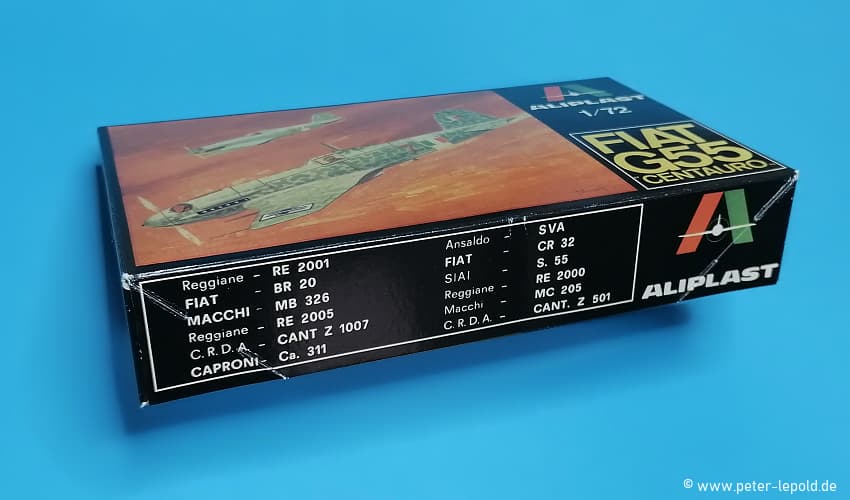 ALIPLAST
1/72
FIAT
G55
CENTAURO
Reggiane - RE 2001
FIAT - BR 20
MACCHI - MB 326
Reggiane - RE 2005
C.R.D.A. - CANT Z 1007
CAPRONI - Ca. 311
Ansaldo - SVA
FIAT - CR 32
SIAI - S. 55
Reggiane - RE 2000
Macchi - MC 205
C.R.D.A. - CANT. Z 501
ALIPLAST
© www.peter-lepold.de